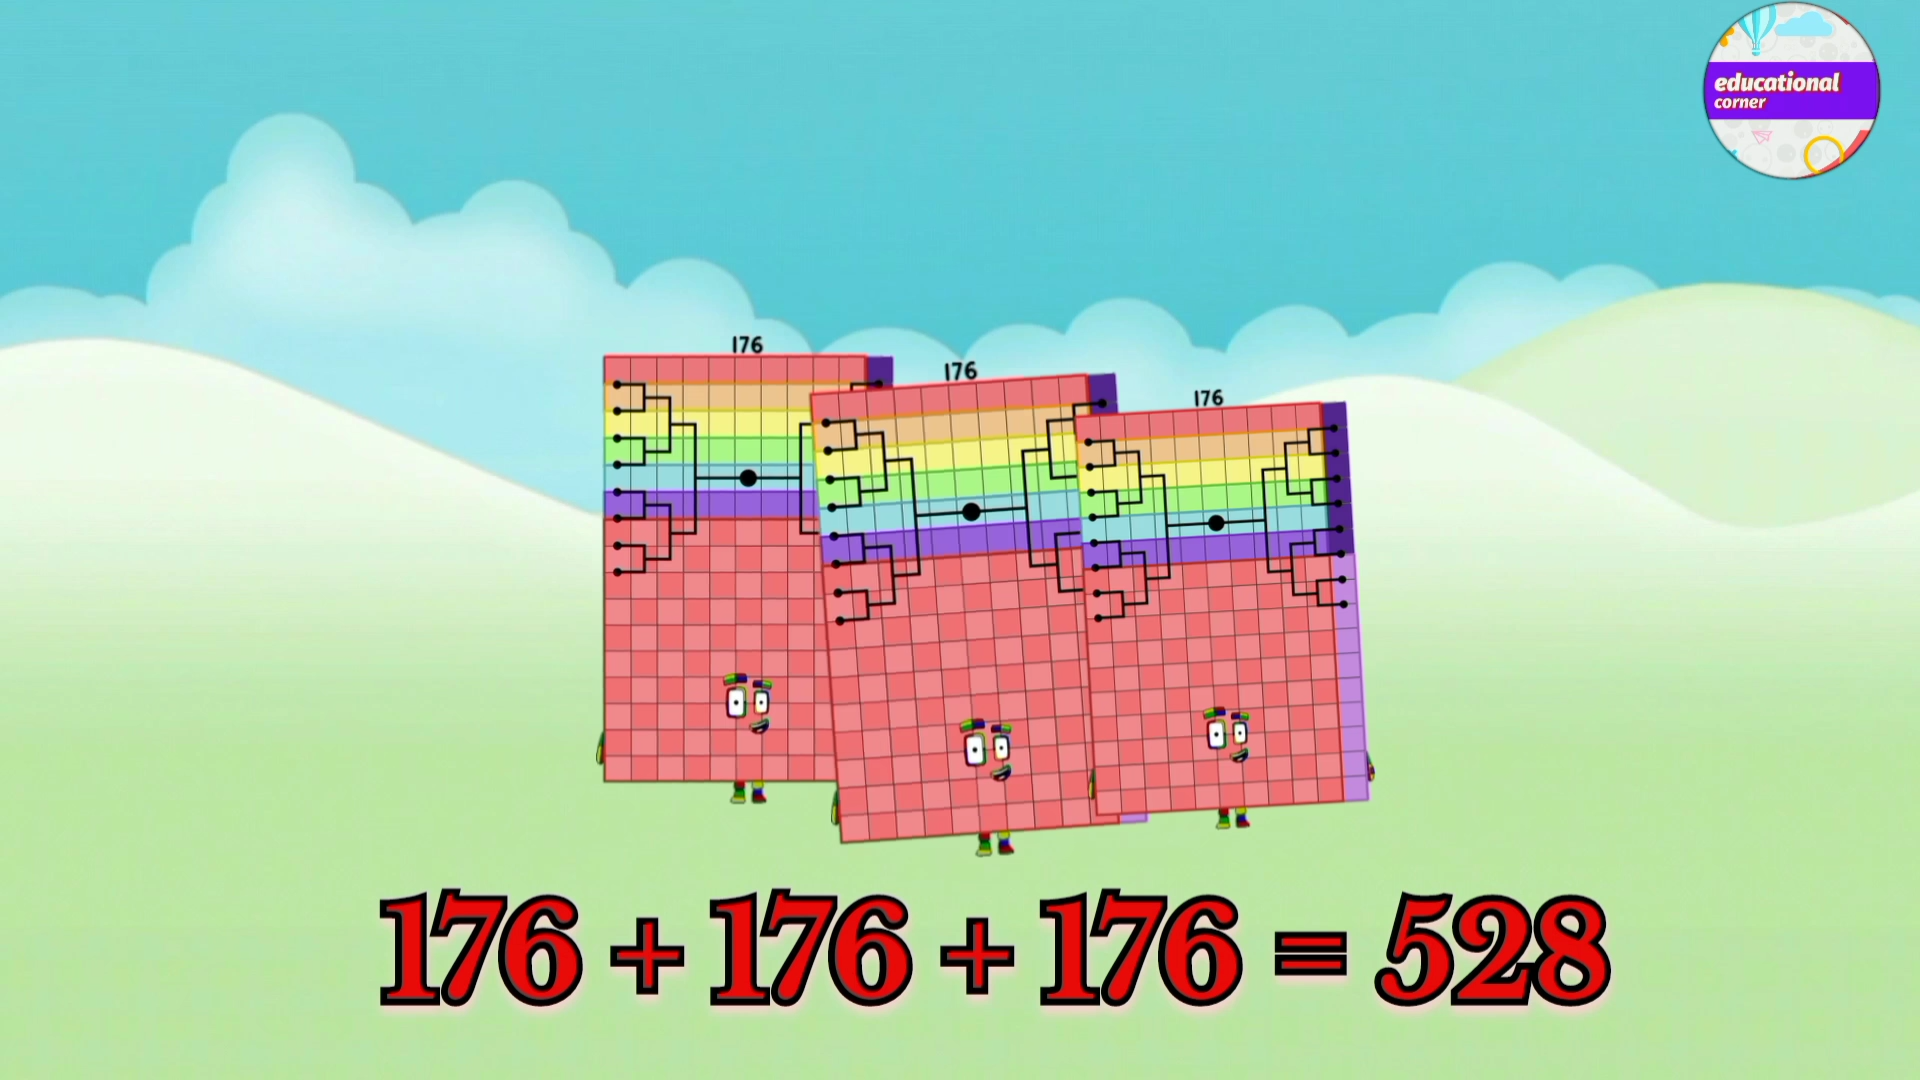 educational
corner
176
176
176
176 + 176 + 176 = 528